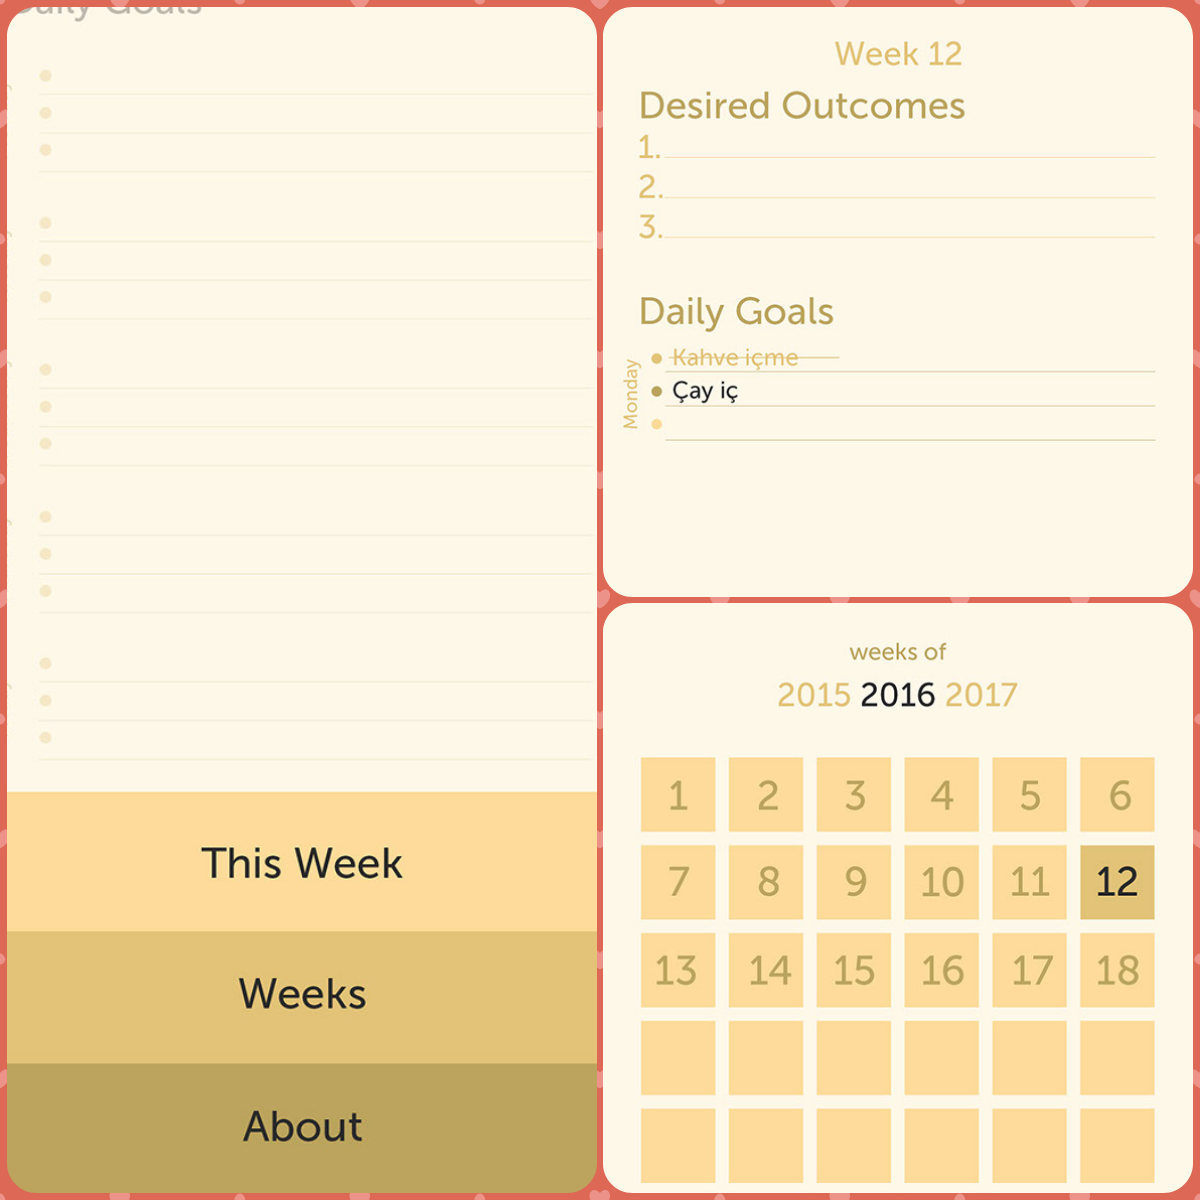 Daily Goals
This Week
Weeks
About
Week 12
Desired Outcomes
1.
2.
3.
Daily Goals
Monday
Kahve içme
Çay iç
weeks of
2015 2016 2017
1 2 3 4 5 6
7 8 9 10 11 12
13 14 15 16 17 18